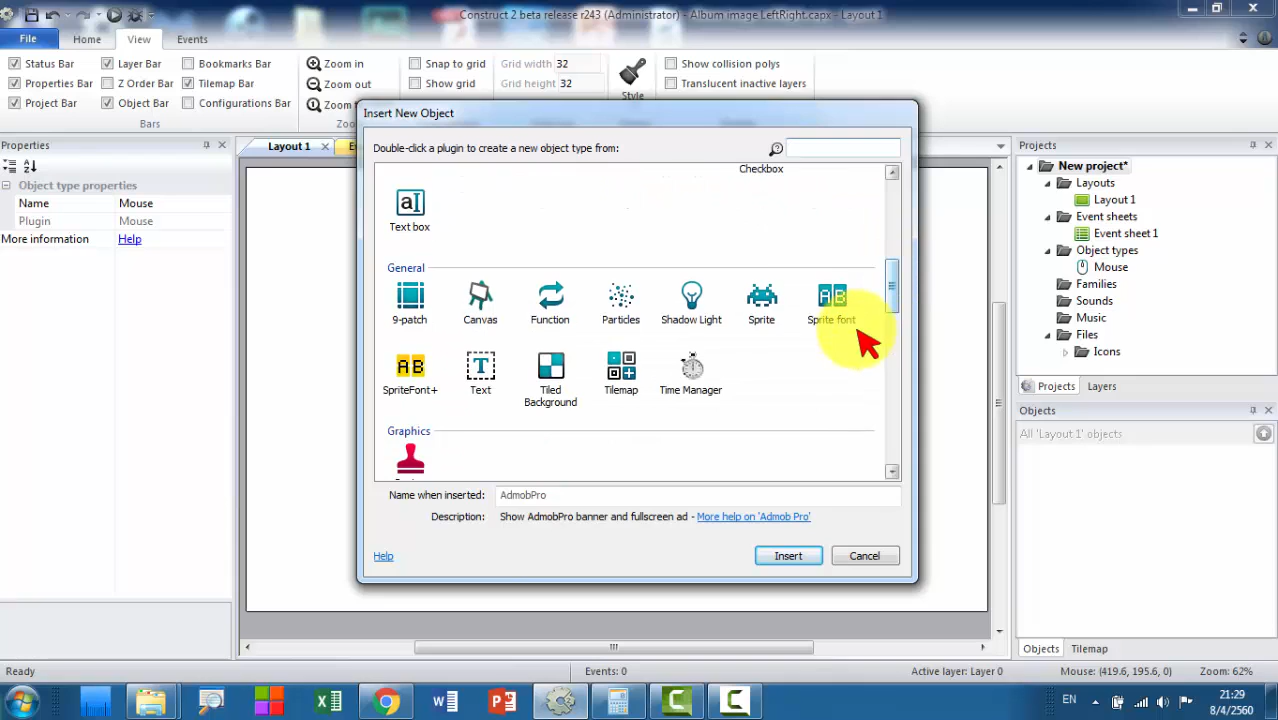 Construct 2 beta release r243 (Administrator) - Album image LeftRight.capx - Layout 1
File Home View Events
Status Bar Layer Bar Bookmarks Bar Zoom in Snap to grid Grid width 32 Show collision polys
Properties Bar Z Order Bar Tilemap Bar Zoom out Show grid Grid height 32 Translucent inactive layers
Project Bar Object Bar Configurations Bar Style
Bars
Insert New Object
Properties
Layout 1
Double-click a plugin to create a new object type from:
Projects
Object type properties
Name Mouse
Plugin Mouse
More information Help
Checkbox
Text box
General
9-patch Canvas Function Particles Shadow Light Sprite Sprite font
SpriteFont+ Text Tiled Background Tilemap Time Manager
Graphics
Name when inserted: AdmobPro
Description: Show AdmobPro banner and fullscreen ad - More help on 'Admob Pro'
Help Insert Cancel
New project*
Layouts
Layout 1
Event sheets
Event sheet 1
Object types
Mouse
Families
Sounds
Music
Files
Icons
Projects Layers
Objects
All 'Layout 1' objects
Objects Tilemap
Ready Events: 0 Active layer: Layer 0 Mouse: (419.6, 195.6, 0) Zoom: 62%
EN
21:29
8/4/2560